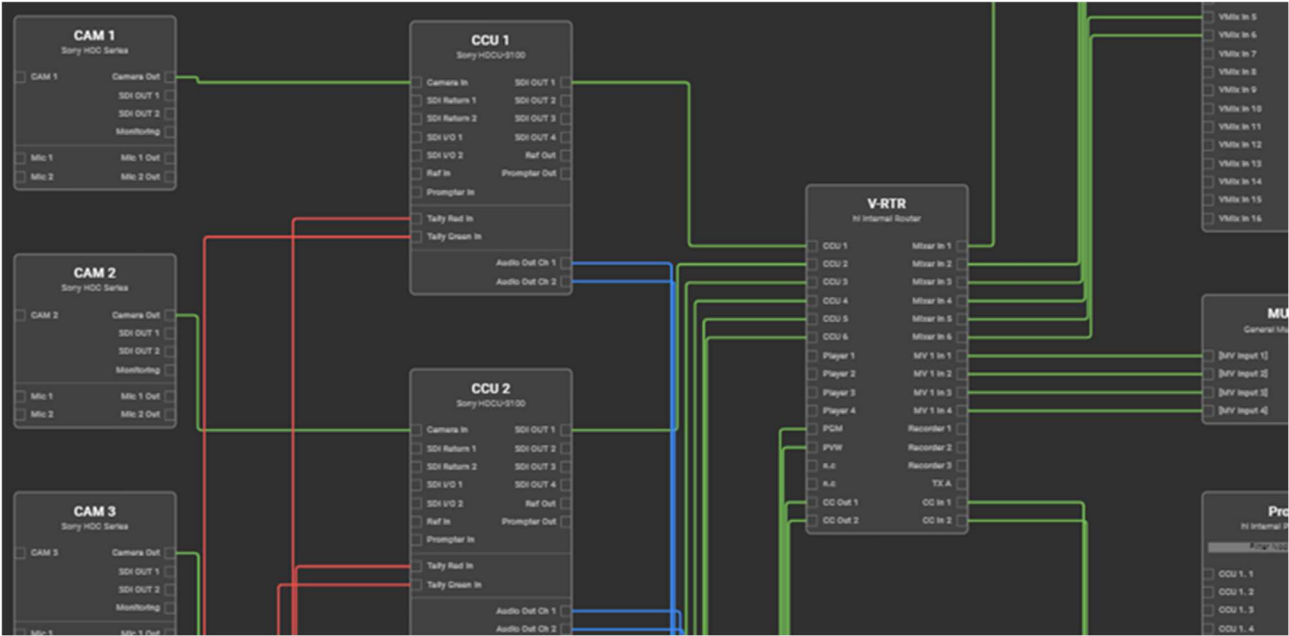 CAM 1
Sony HDC Series
CAM 1 Camera Out
SDI OUT 1
SDI OUT 2
Monitoring
Mic 1 Mic 1 Out
Mic 2 Mic 2 Out
CAM 2
Sony HDC Series
CAM 2 Camera Out
SDI OUT 1
SDI OUT 2
Monitoring
Mic 1 Mic 1 Out
Mic 2 Mic 2 Out
CAM 3
Sony HDC Series
CAM 3 Camera Out
SDI OUT 1
SDI OUT 2
Monitoring
Mic 1 Mic 1 Out
CCU 1
Sony HDCU-3100
Camera In SDI OUT 1
SDI Return 1 SDI OUT 2
SDI Return 2 SDI OUT 3
SDI I/O 1 SDI OUT 4
SDI I/O 2 Ref Out
Ref In Prompter Out
Prompter In
Tally Red In
Tally Green In
Audio Out Ch 1
Audio Out Ch 2
CCU 2
Sony HDCU-3100
Camera In SDI OUT 1
SDI Return 1 SDI OUT 2
SDI Return 2 SDI OUT 3
SDI I/O 1 SDI OUT 4
SDI I/O 2 Ref Out
Ref In Prompter Out
Prompter In
Tally Red In
Tally Green In
Audio Out Ch 1
Audio Out Ch 2
V-RTR
hi Internal Router
CCU 1 Mixer In 1
CCU 2 Mixer In 2
CCU 3 Mixer In 3
CCU 4 Mixer In 4
CCU 5 Mixer In 5
CCU 6 Mixer In 6
Player 1 MV 1 In 1
Player 2 MV 1 In 2
Player 3 MV 1 In 3
Player 4 MV 1 In 4
PGM Recorder 1
PVW Recorder 2
n.c Recorder 3
n.c TX A
CC Out 1 CC In 1
CC Out 2 CC In 2
VMix In 5
VMix In 6
VMix In 7
VMix In 8
VMix In 9
VMix In 10
VMix In 11
VMix In 12
VMix In 13
VMix In 14
VMix In 15
VMix In 16
MU
General Mu
[MV Input 1]
[MV Input 2]
[MV Input 3]
[MV Input 4]
Pro
hi Internal P
CCU 1. 1
CCU 1. 2
CCU 1. 3
CCU 1. 4